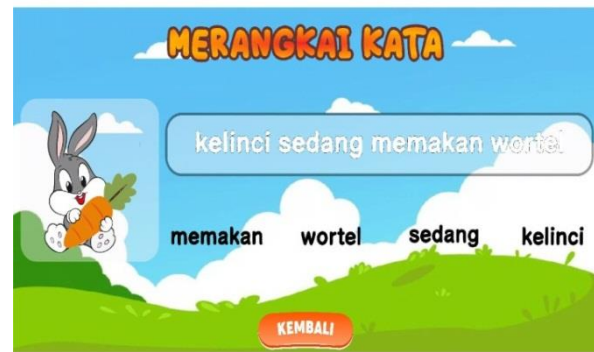 MERANGKAI KATA
kelinci sedang memakan wortel
memakan wortel sedang kelinci
KEMBALI